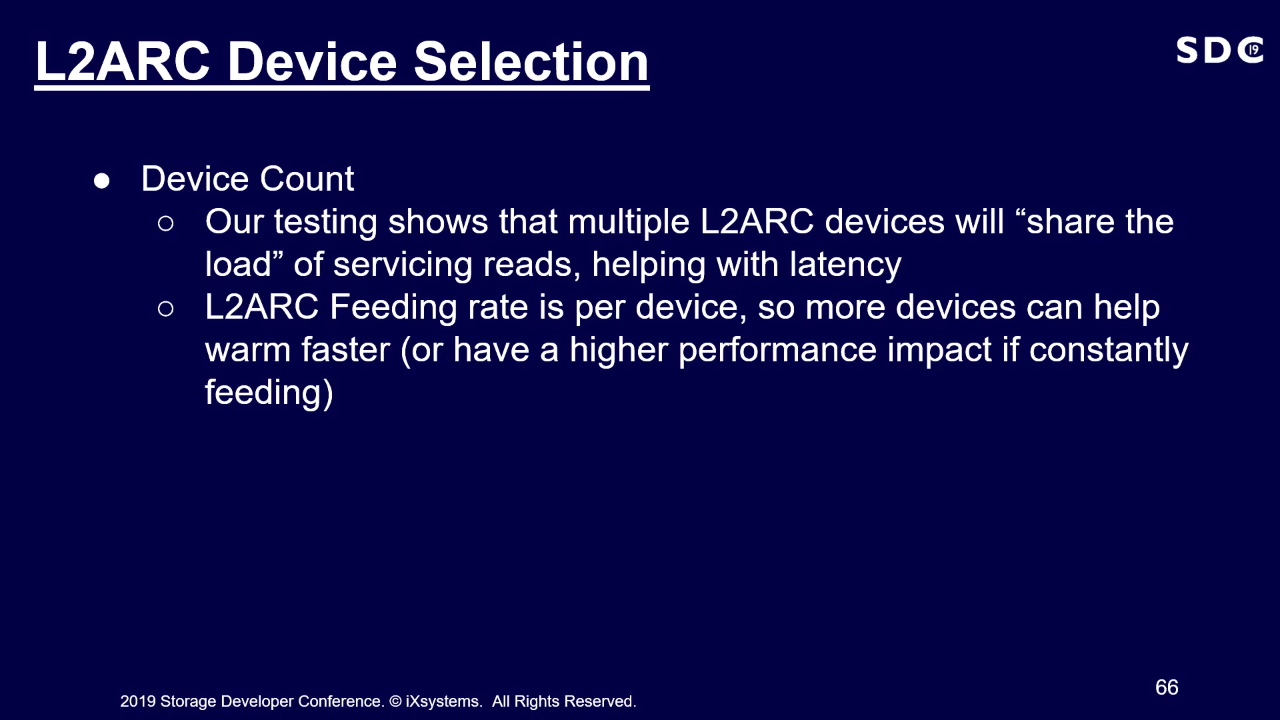 L2ARC Device Selection
SDC 19
● Device Count
○ Our testing shows that multiple L2ARC devices will “share the
load” of servicing reads, helping with latency
○ L2ARC Feeding rate is per device, so more devices can help
warm faster (or have a higher performance impact if constantly
feeding)
66
2019 Storage Developer Conference. © iXsystems. All Rights Reserved.